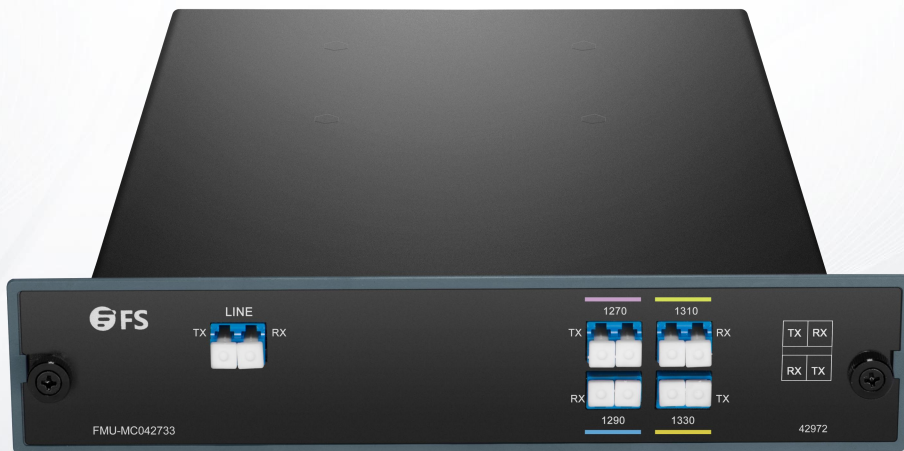 FS
LINE
TX RX
1270 1310
TX RX
RX TX
1290 1330
TX RX
RX TX
FMU-MC042733
42972